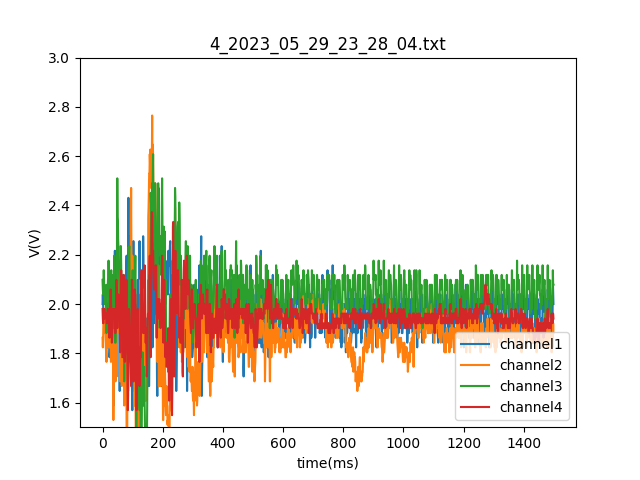 4_2023_05_29_23_28_04.txt
3.0
2.8
2.6
2.4
2.2
2.0
1.8
1.6
V(V)
0 200 400 600 800 1000 1200 1400
time(ms)
channel1
channel2
channel3
channel4